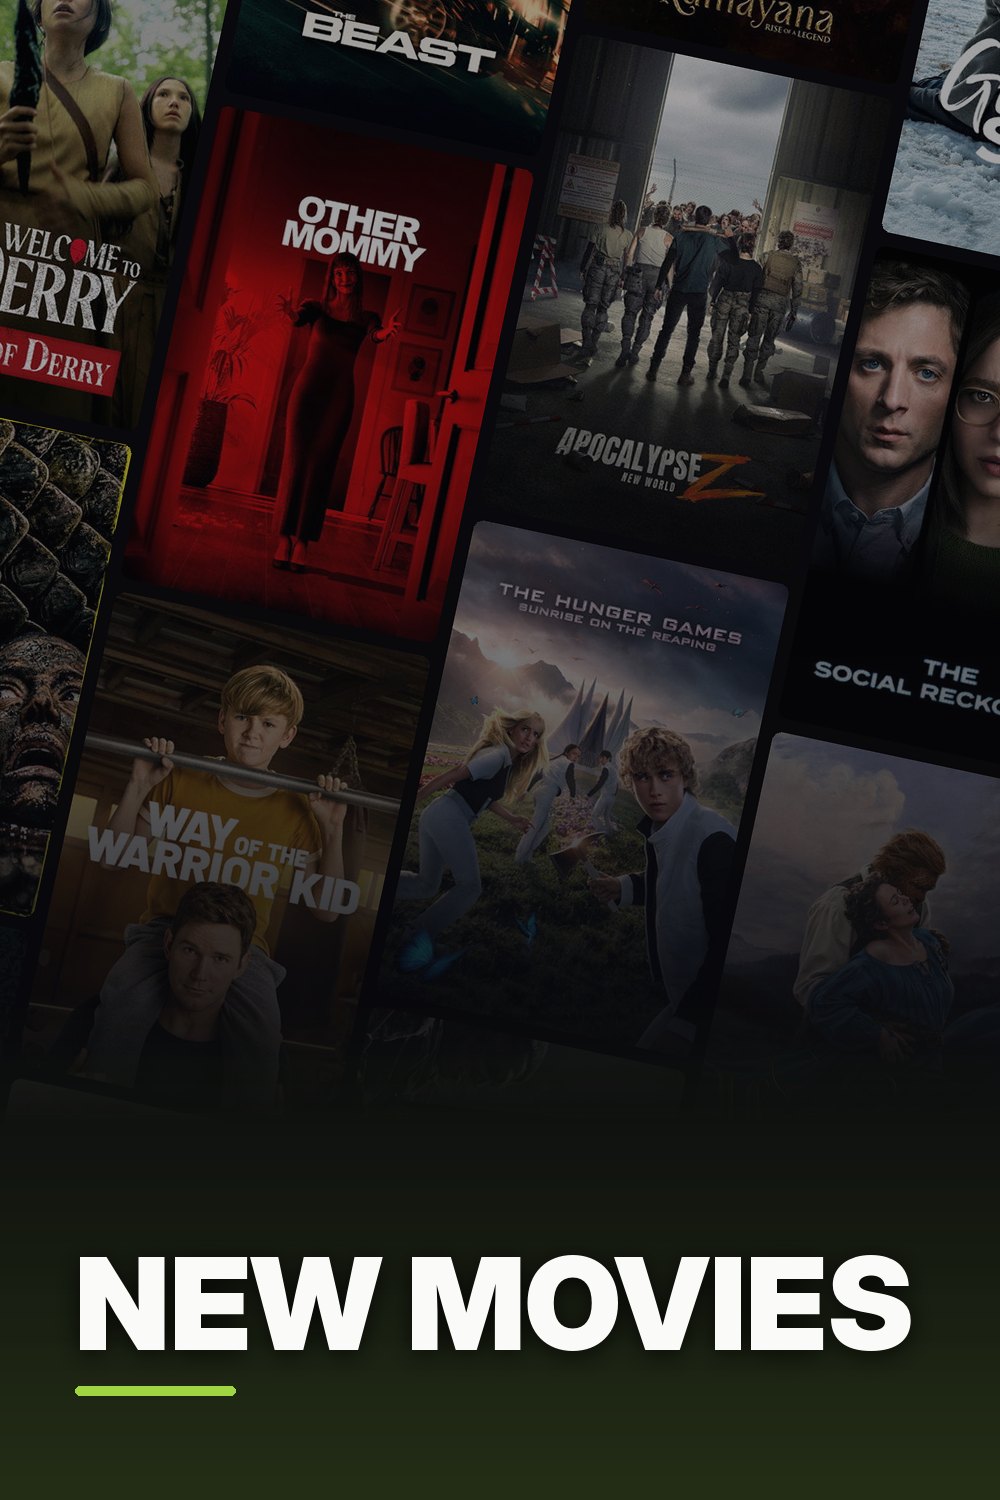 THE
BEAST
Ramayana
RISE OF A LEGEND
WELCOME TO
DERRY
OF DERRY
OTHER
MOMMY
APOCALYPSE Z
NEW WORLD
THE HUNGER GAMES
SUNRISE ON THE REAPING
THE
SOCIAL RECKO
WAY OF THE
WARRIOR KID
NEW MOVIES